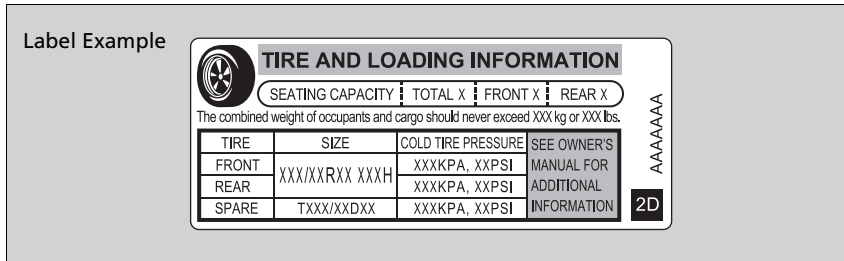 Label Example
TIRE AND LOADING INFORMATION
SEATING CAPACITY TOTAL X FRONT X REAR X
The combined weight of occupants and cargo should never exceed XXX kg or XXX lbs.
TIRE SIZE COLD TIRE PRESSURE SEE OWNER'S
FRONT XXX/XXRXX XXXH XXXKPA, XXPSI MANUAL FOR
REAR XXXKPA, XXPSI ADDITIONAL
SPARE TXXX/XXDXX XXXKPA, XXPSI INFORMATION
AAAAAAA
2D